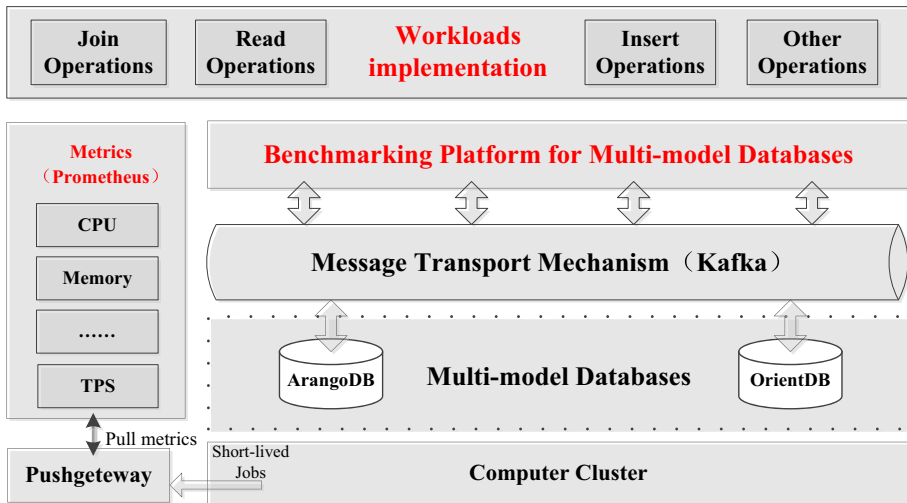 Join
Operations
Read
Operations
Workloads
implementation
Insert
Operations
Other
Operations
Metrics
（Prometheus）
CPU
Memory
……
TPS
Pull metrics
Pushgeteway
Benchmarking Platform for Multi-model Databases
Message Transport Mechanism（Kafka）
ArangoDB
Multi-model Databases
OrientDB
Short-lived
Jobs
Computer Cluster